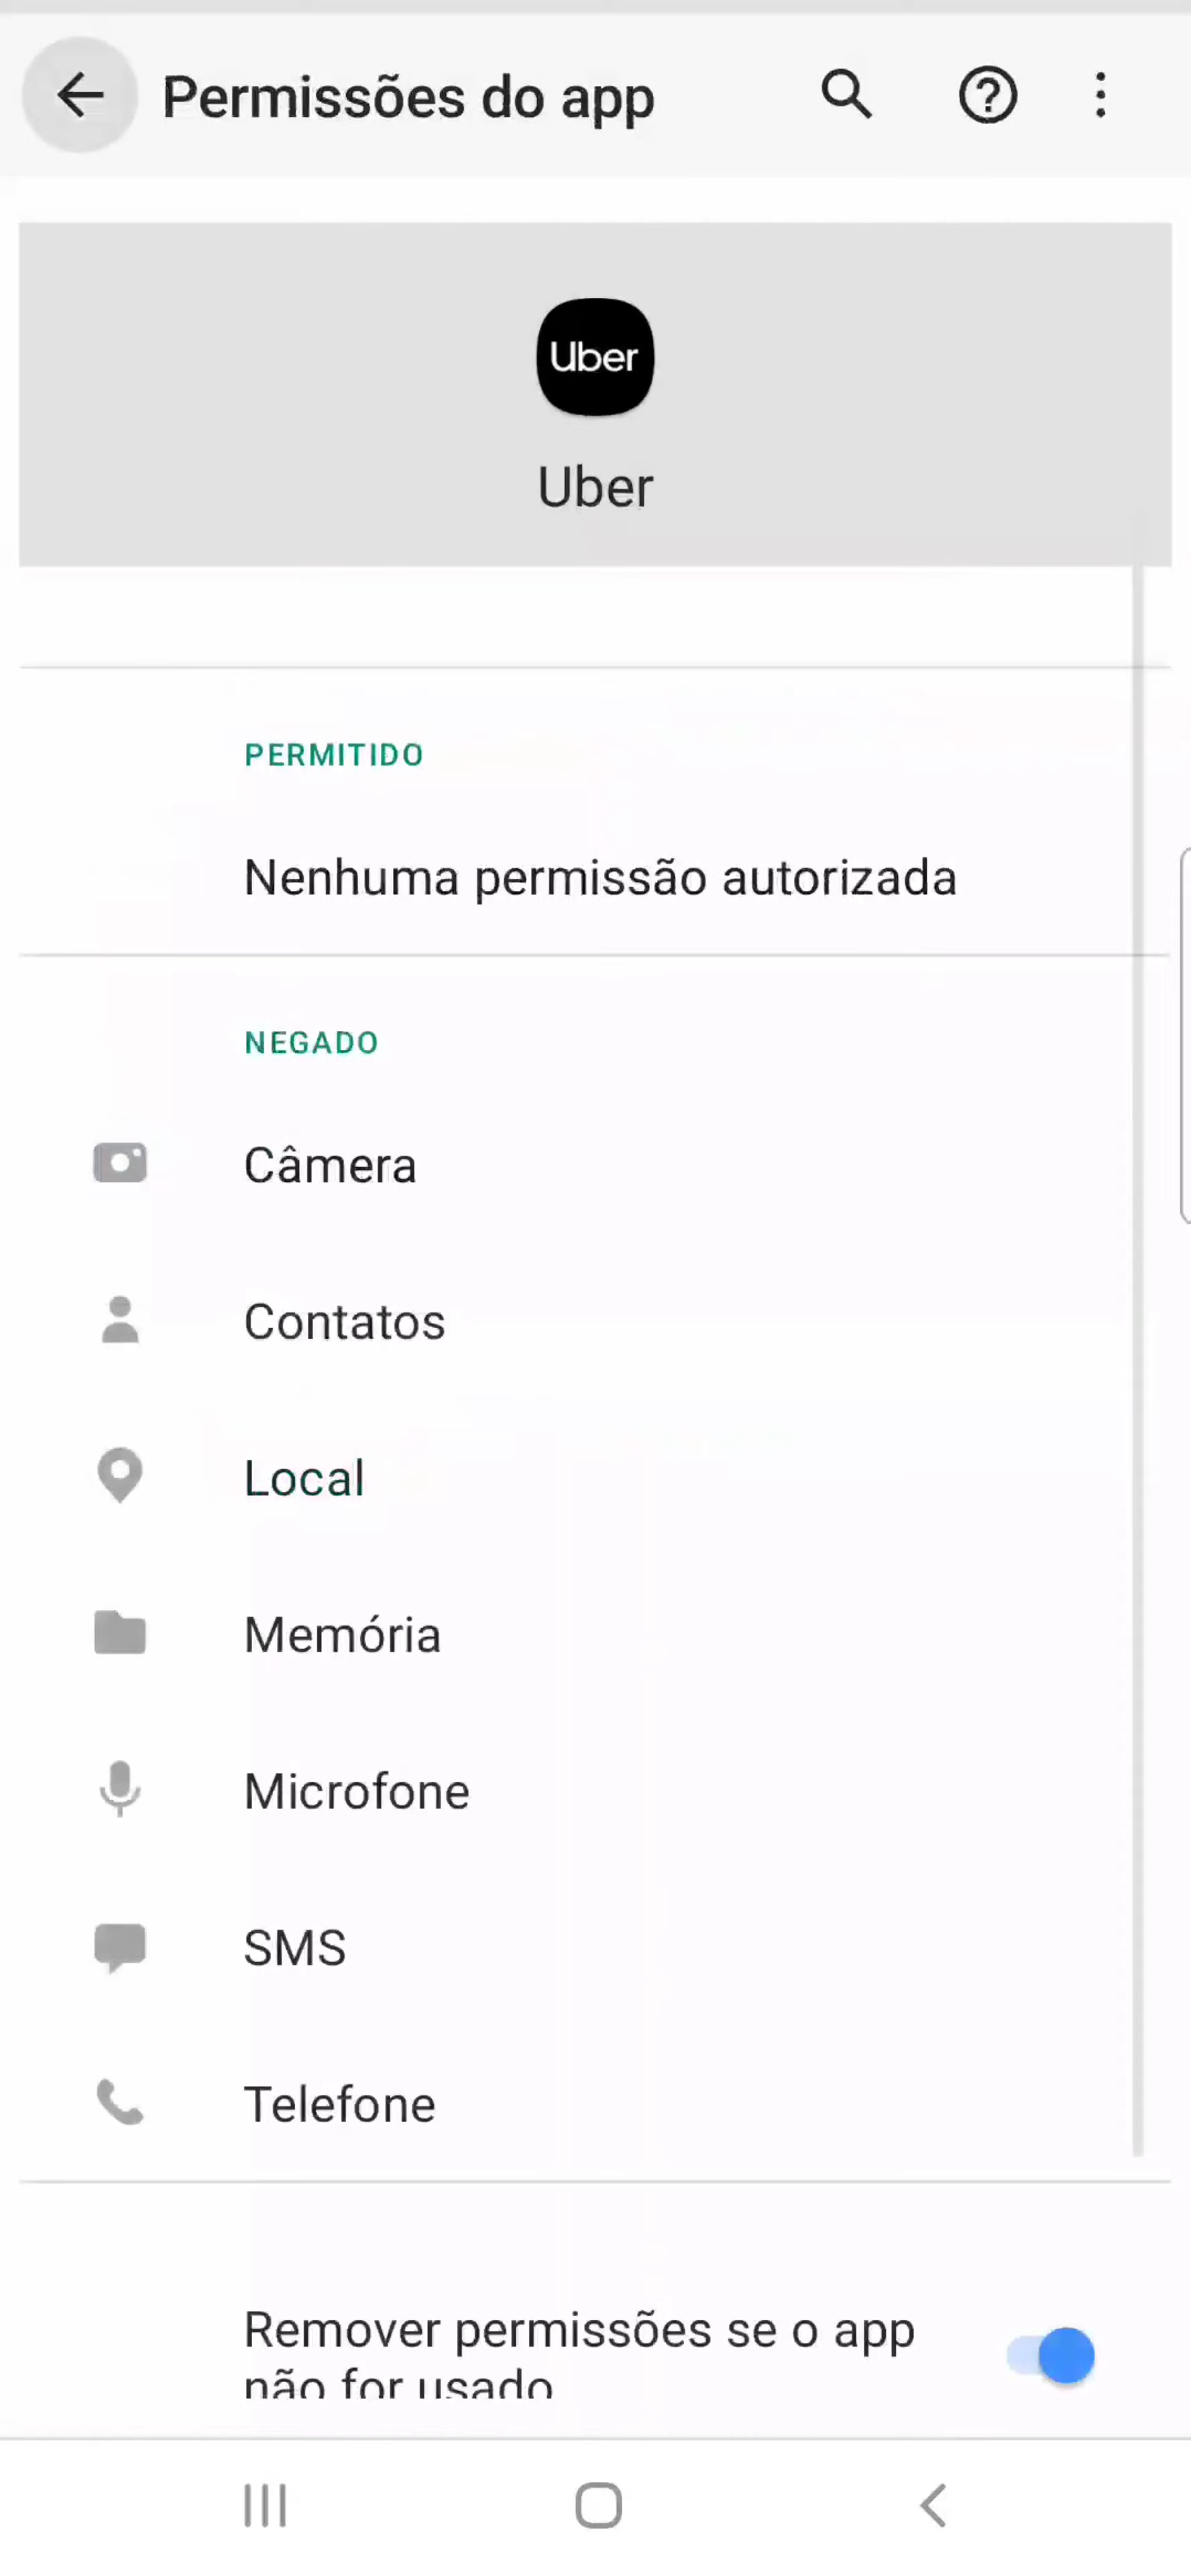 Permissões do app
Uber
Uber
PERMITIDO
Nenhuma permissão autorizada
NEGADO
Câmera
Contatos
Local
Memória
Microfone
SMS
Telefone
Remover permissões se o app
não for usado